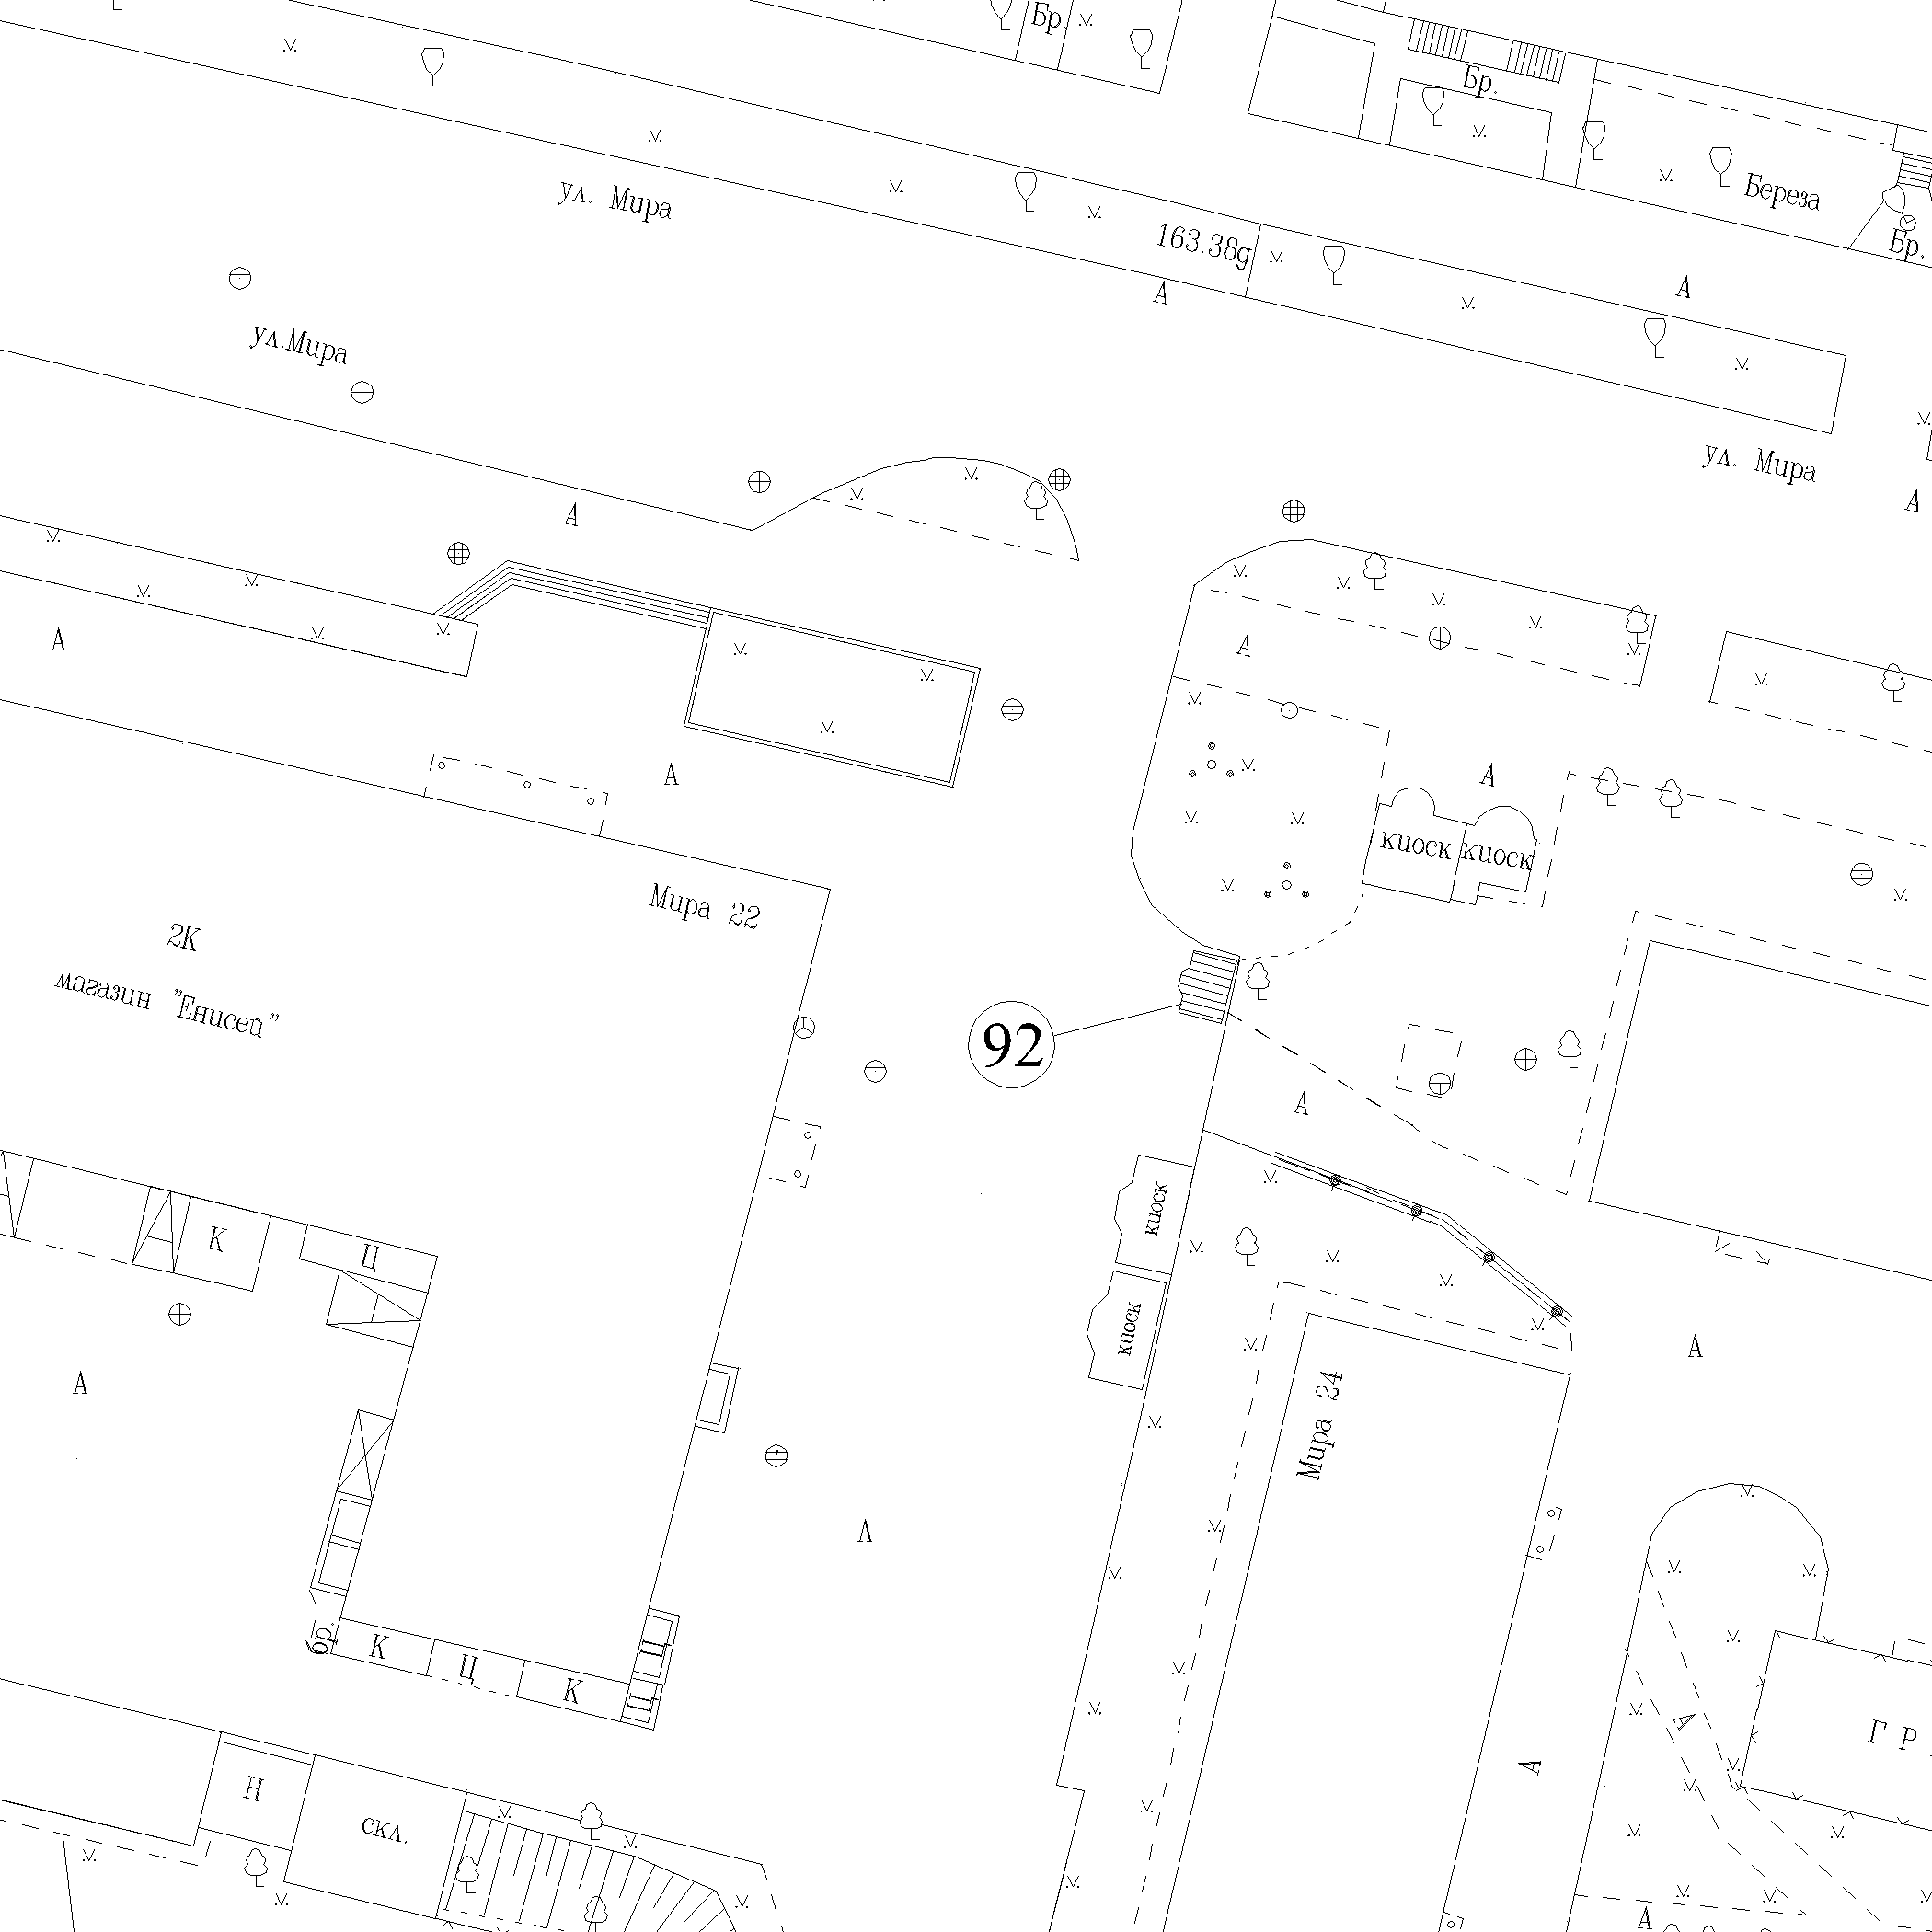 Бр.
Бр.
Береза
Бр.
ул. Мира
163.38g
А
А
ул.Мира
ул. Мира
А
А
А
А
А
А
киоск
киоск
Мира 22
2К
магазин "Енисей"
92
А
киоск
К
Ц
киоск
А
А
Мира 24
А
бр.
К
Ц
К
Ц
Ц
А
Г Р
А
Н
скл.
А